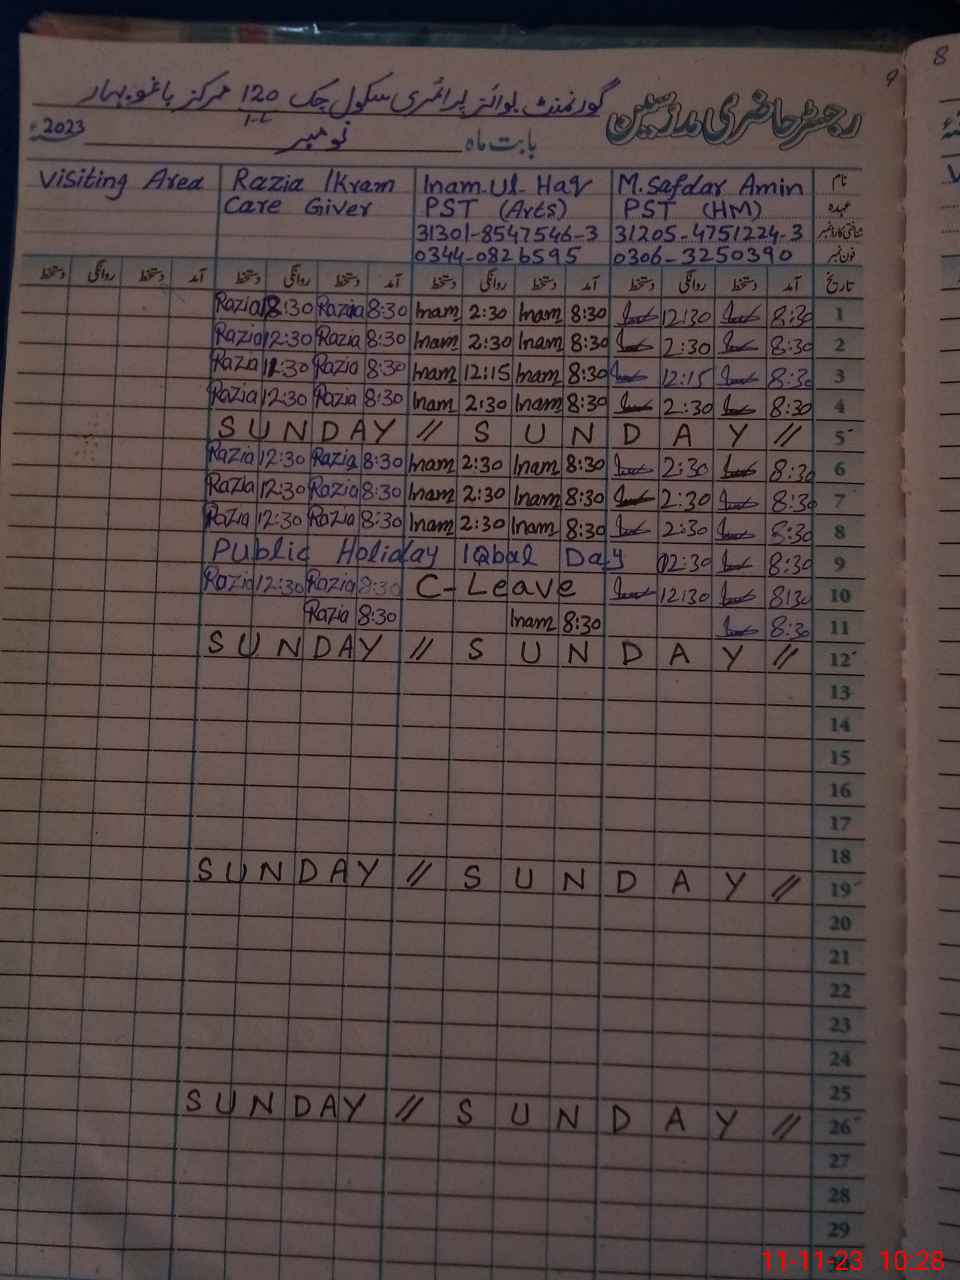 9
8
رجسٹر حاضری مدرسین گورنمنٹ بوائز پرائمری سکول چک 120 مرکز باغو بہار
1-L
بابت ماہ نومبر 2023ء
نام M. Safdar Amin Inam-Ul-Haq Razia Ikram Visiting Area
عہدہ PST (HM) PST (Arts) Care Giver
شناختی کارڈ نمبر 31205-4751224-3 31301-8547546-3
فون نمبر 0306-3250390 0344-0826595
تاریخ آمد دستخط روانگی دستخط آمد دستخط روانگی دستخط آمد دستخط روانگی دستخط آمد دستخط روانگی دستخط
1 8:30 12:30 8:30 Inam 2:30 Inam 8:30 Razia Razia
2 8:30 2:30 8:30 Inam 2:30 Inam 8:30 Razia 12:30 Razia
3 8:30 12:15 8:30 Inam 12:15 Inam 8:30 Razia 11:30 Razia
4 8:30 2:30 8:30 Inam 2:30 Inam 8:30 Razia 12:30 Razia
5 SUNDAY // SUNDAY //
6 8:30 2:30 8:30 Inam 2:30 Inam 8:30 Razia 12:30 Razia
7 8:30 2:30 8:30 Inam 2:30 Inam 8:30 Razia 12:30 Razia
8 8:30 2:30 8:30 Inam 2:30 Inam 8:30 Razia 12:30 Razia
9 8:30 02:30 Public Holiday IQbal Day
10 8:30 12:30 C-Leave 8:30 Razia 12:30 Razia
11 8:30 8:30 Inam 8:30 Razia
12 SUNDAY // SUNDAY //
13
14
15
16
17
18
19 SUNDAY // SUNDAY //
20
21
22
23
24
25
26 SUNDAY // SUNDAY //
27
28
29
11-11-23 10:28